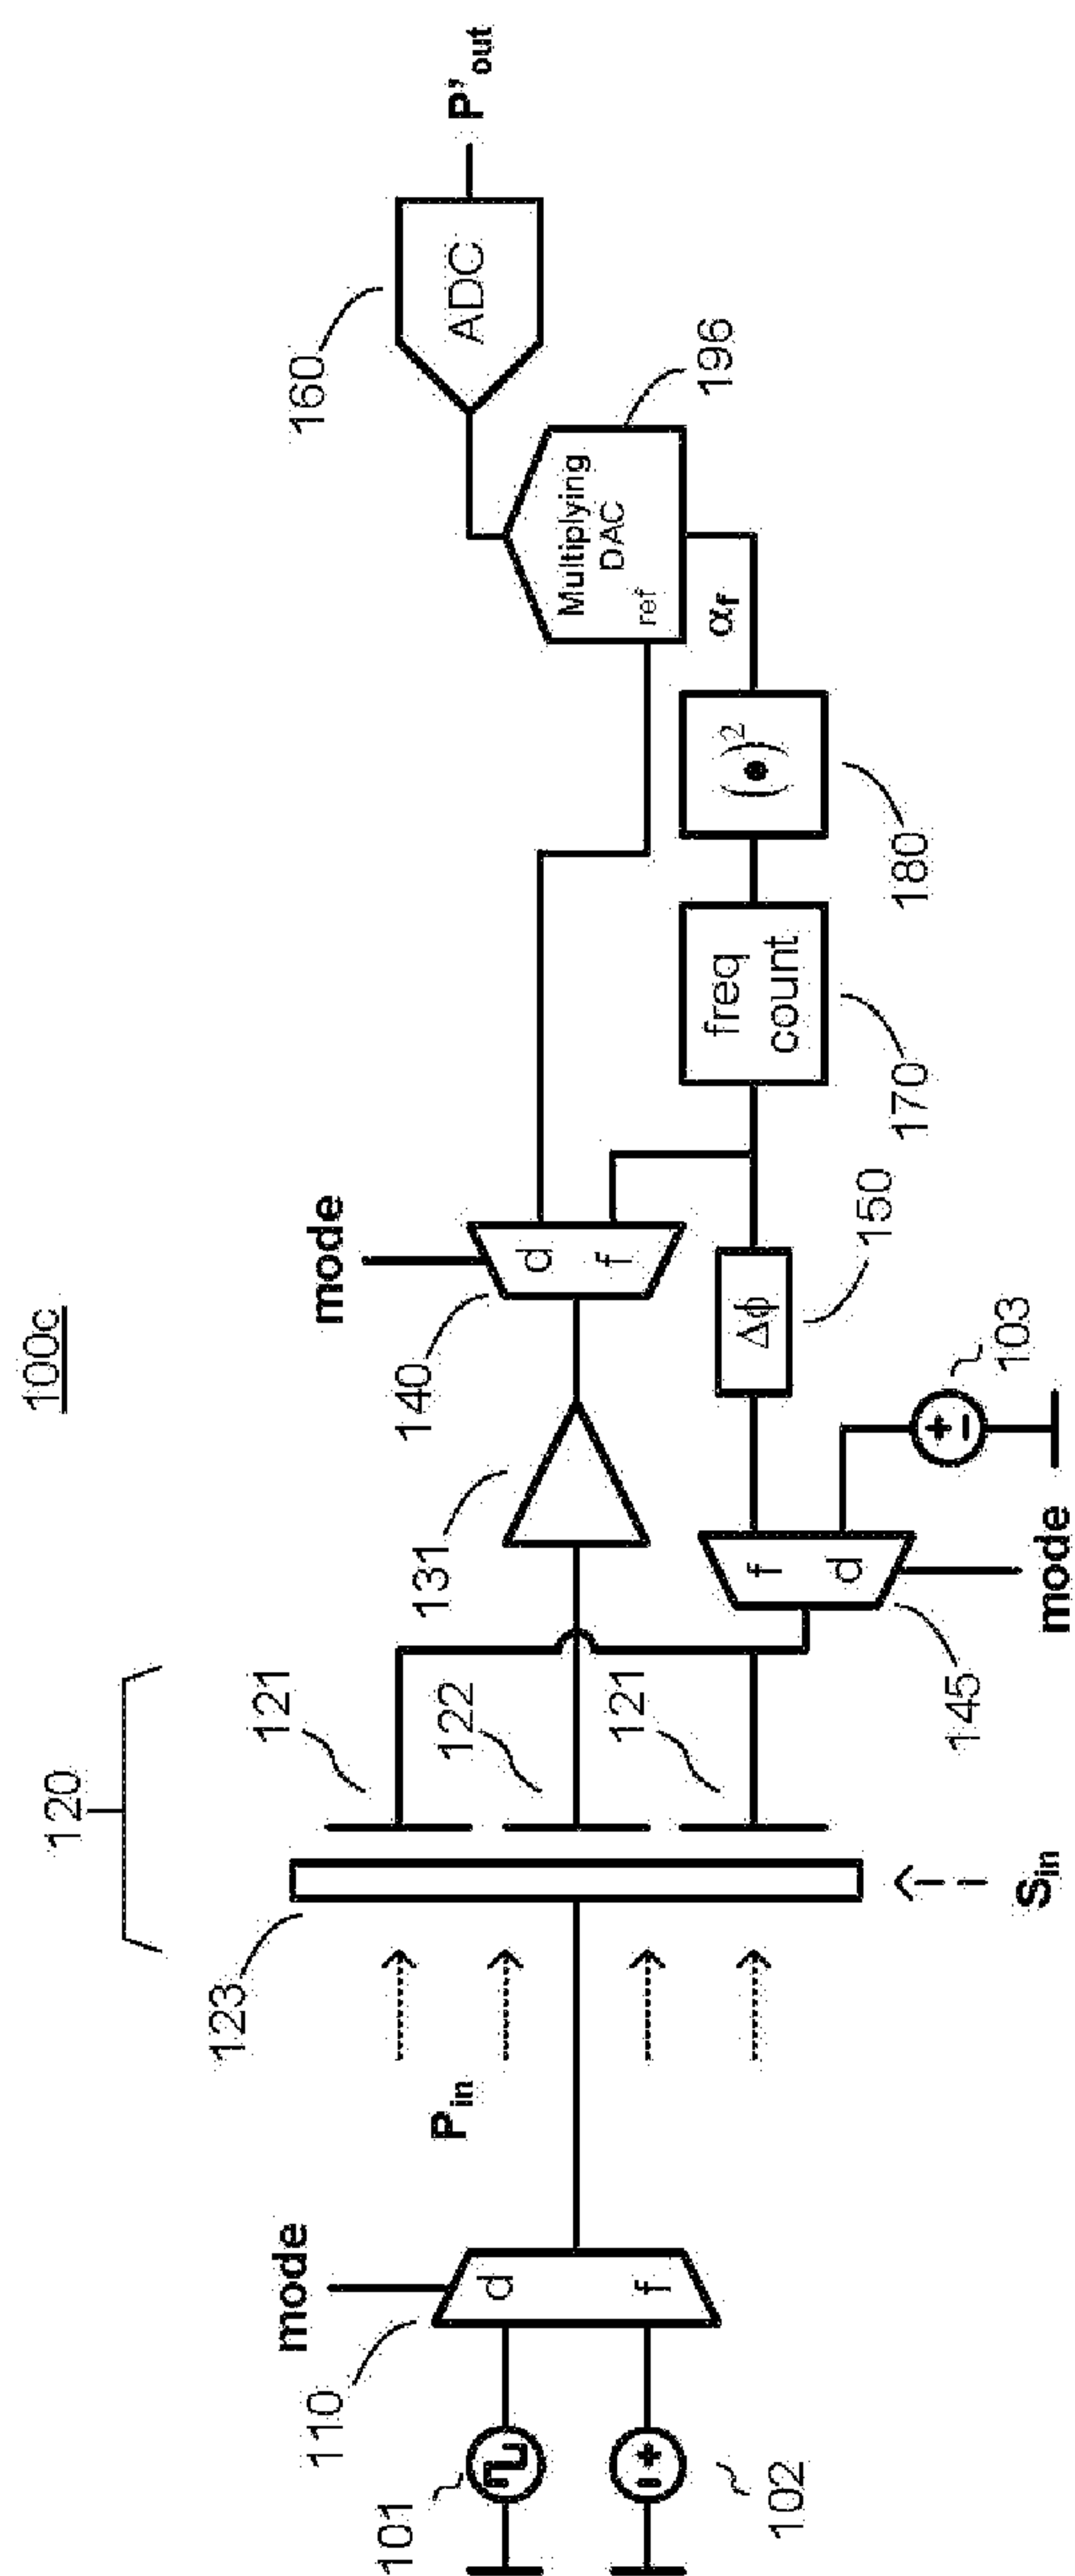 100c
120
mode
mode
160
P'out
ADC
110
d
f
101
102
Pin
123
121
122
121
131
140
d
f
Multiplying
DAC
ref
196
αf
Sin
145
f
d
mode
103
Δϕ
150
freq
count
170
(•)²
180